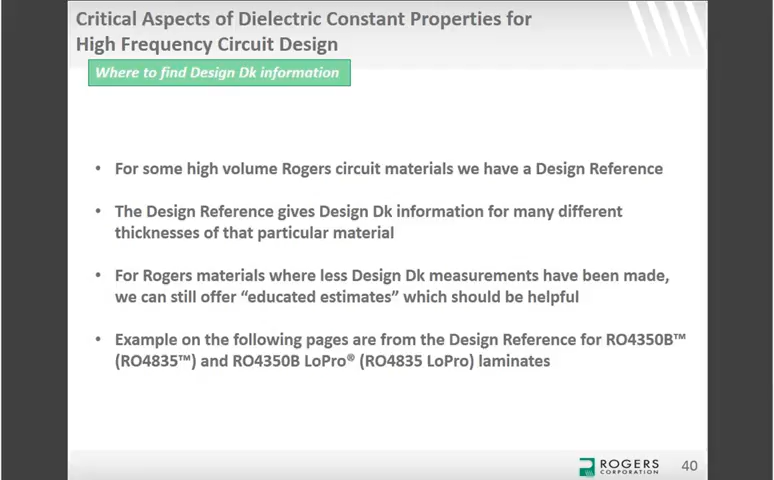 Critical Aspects of Dielectric Constant Properties for
High Frequency Circuit Design
Where to find Design Dk information
• For some high volume Rogers circuit materials we have a Design Reference
• The Design Reference gives Design Dk information for many different
thicknesses of that particular material
• For Rogers materials where less Design Dk measurements have been made,
we can still offer “educated estimates” which should be helpful
• Example on the following pages are from the Design Reference for RO4350B™
(RO4835™) and RO4350B LoPro® (RO4835 LoPro) laminates
ROGERS
CORPORATION
40